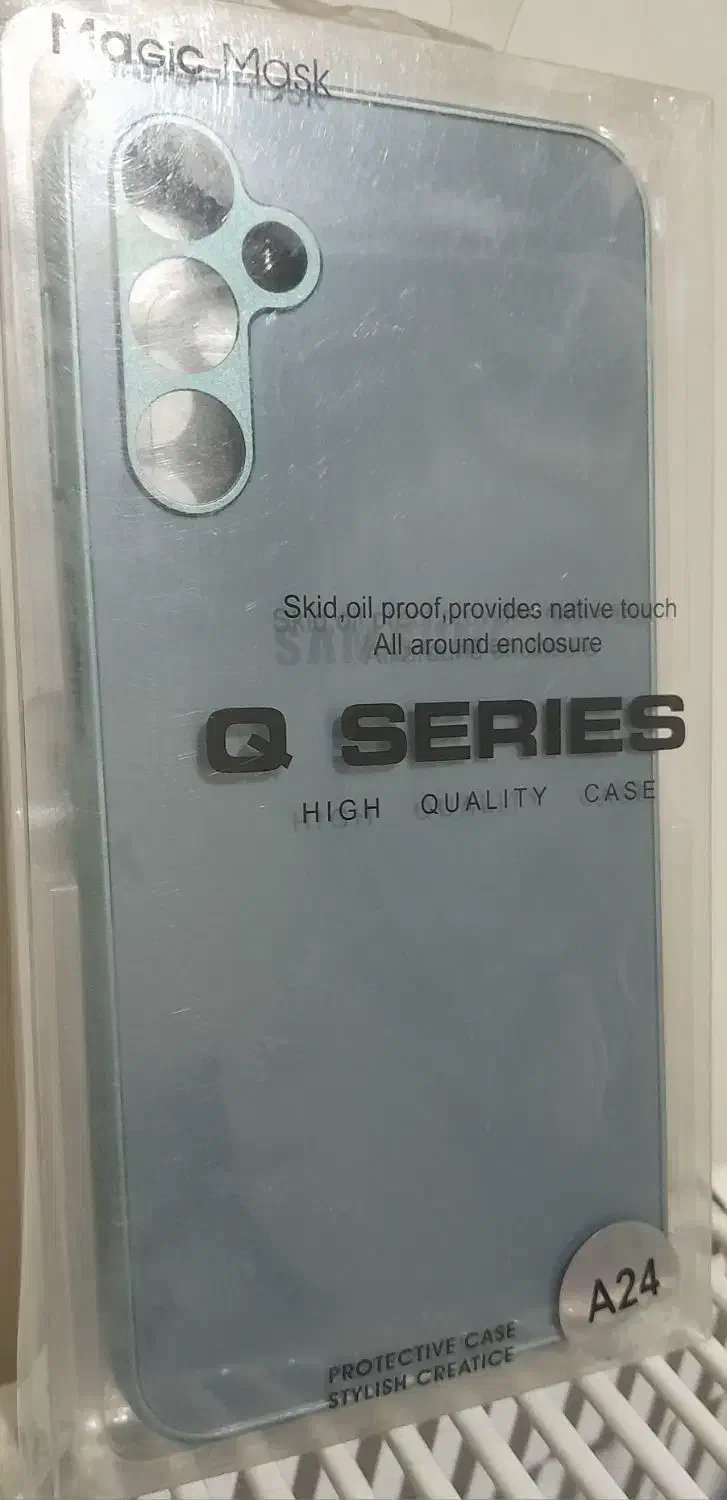 Magic Mask
Skid,oil proof,provides native touch
All around enclosure
Q SERIES
HIGH QUALITY CASE
A24
PROTECTIVE CASE
STYLISH CREATICE